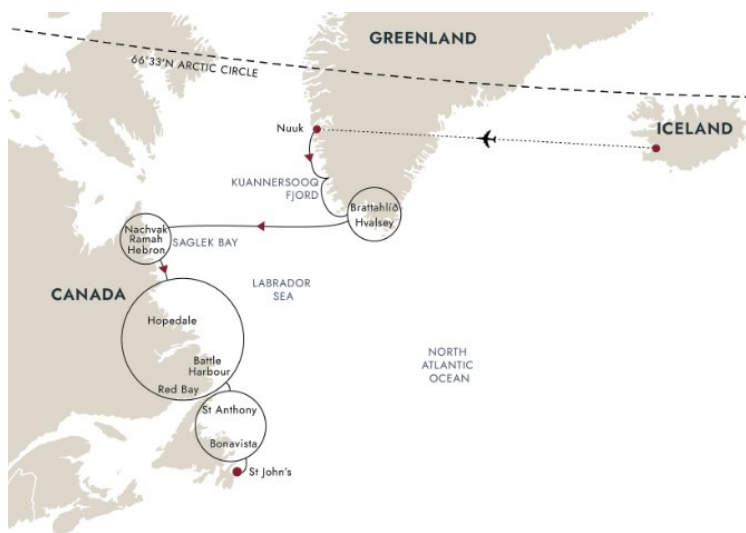 GREENLAND
66°33'N ARCTIC CIRCLE
ICELAND
Nuuk
KUANNERSOOQ
FJORD
Brattahlíð
Hvalsey
Nachvak
Ramah
Hebron
SAGLEK BAY
CANADA
LABRADOR
SEA
Hopedale
NORTH
ATLANTIC
OCEAN
Battle
Harbour
Red Bay
St Anthony
Bonavista
St John's